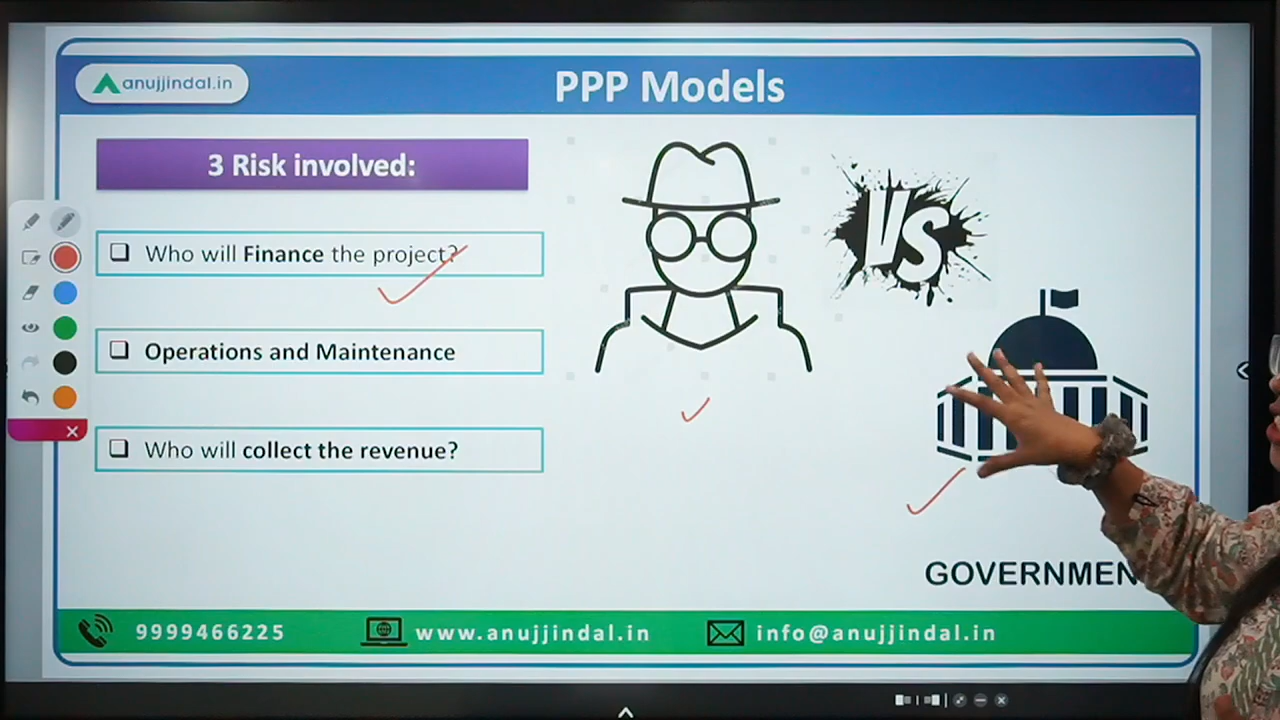 anujjindal.in
PPP Models
3 Risk involved:
Who will Finance the project?
Operations and Maintenance
Who will collect the revenue?
VS
GOVERNMEN
9999466225
www.anujjindal.in
info@anujjindal.in